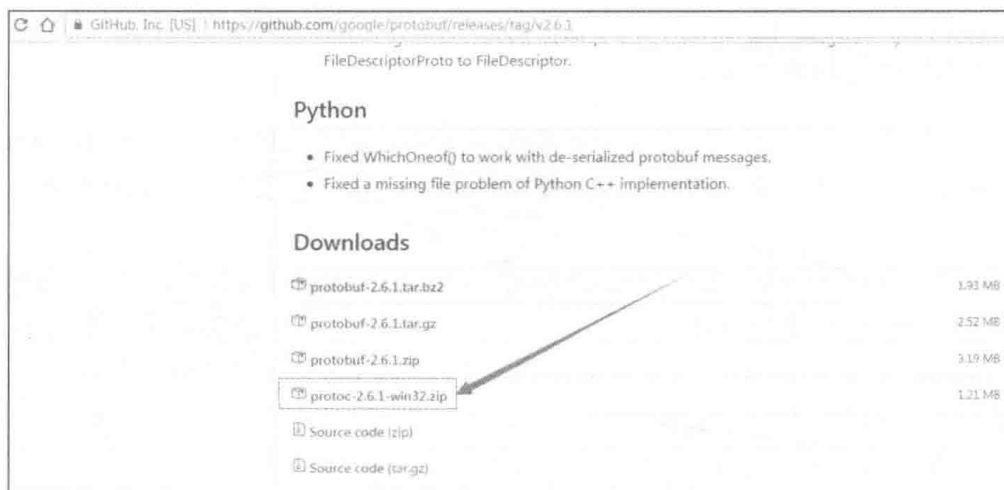 GitHub, Inc. [US] https://github.com/google/protobuf/releases/tag/v2.6.1
FileDescriptorProto to FileDescriptor.
Python
• Fixed WhichOneof() to work with de-serialized protobuf messages.
• Fixed a missing file problem of Python C++ implementation.
Downloads
protobuf-2.6.1.tar.bz2 1.93 MB
protobuf-2.6.1.tar.gz 2.52 MB
protobuf-2.6.1.zip 3.19 MB
protoc-2.6.1-win32.zip 1.21 MB
Source code (zip)
Source code (tar.gz)